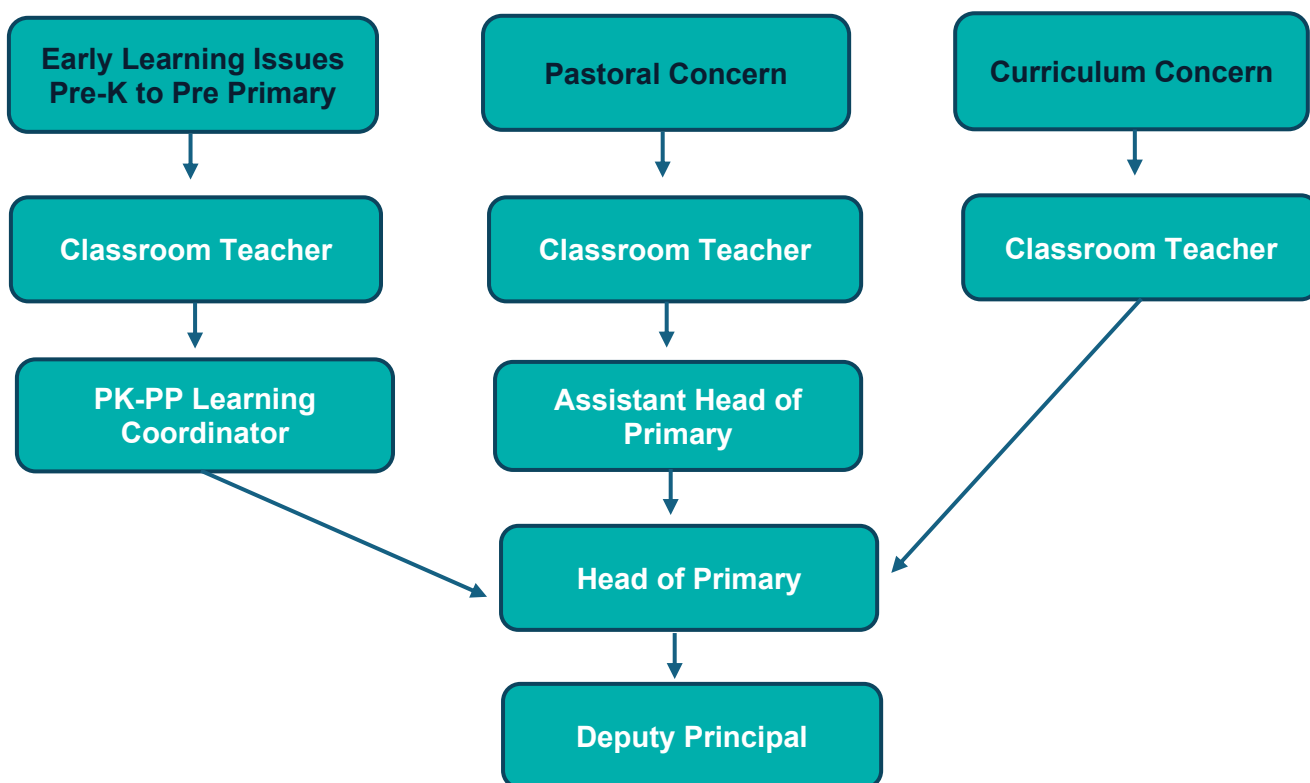 Early Learning Issues
Pre-K to Pre Primary
Pastoral Concern
Curriculum Concern
Classroom Teacher
Classroom Teacher
Classroom Teacher
PK-PP Learning
Coordinator
Assistant Head of
Primary
Head of Primary
Deputy Principal